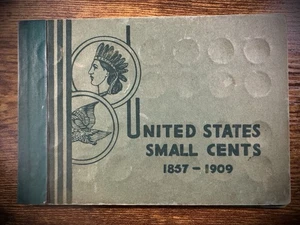 UNITED STATES
SMALL CENTS
1857-1909